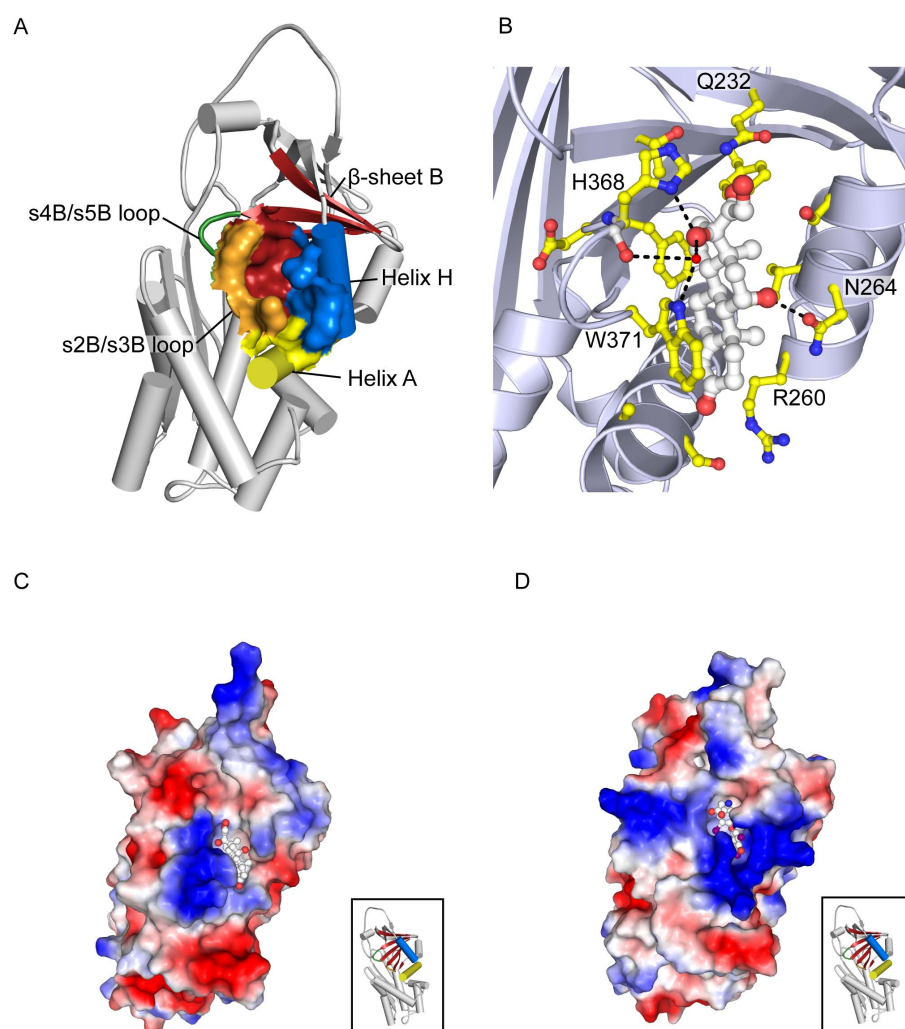 A
B
β-sheet B
s4B/s5B loop
Helix H
s2B/s3B loop
Helix A
Q232
H368
N264
W371
R260
C
D